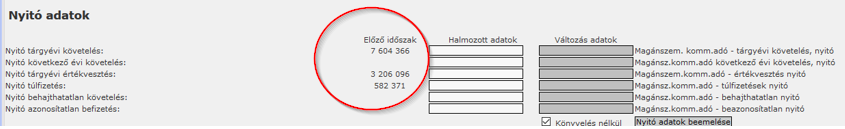 Nyitó adatok
Előző időszak Halmozott adatok Változás adatok
Nyitó tárgyévi követelés: 7 604 366 Magánszem. komm.adó - tárgyévi követelés, nyitó
Nyitó következő évi követelés: Magánsz.komm.adó következő évi követelés, nyitó
Nyitó tárgyévi értékvesztés: 3 206 096 Magánszem.komm.adó - értékvesztés nyitó
Nyitó túlfizetés: 582 371 Magánsz.komm.adó - túlfizetések nyitó
Nyitó behajthatatlan követelés: Magánsz.komm.adó - behajthatatlan nyitó
Nyitó azonosítatlan befizetés: Magánsz.komm.adó - beazonosítatlan nyitó
Könyvelés nélkül Nyitó adatok beemelése